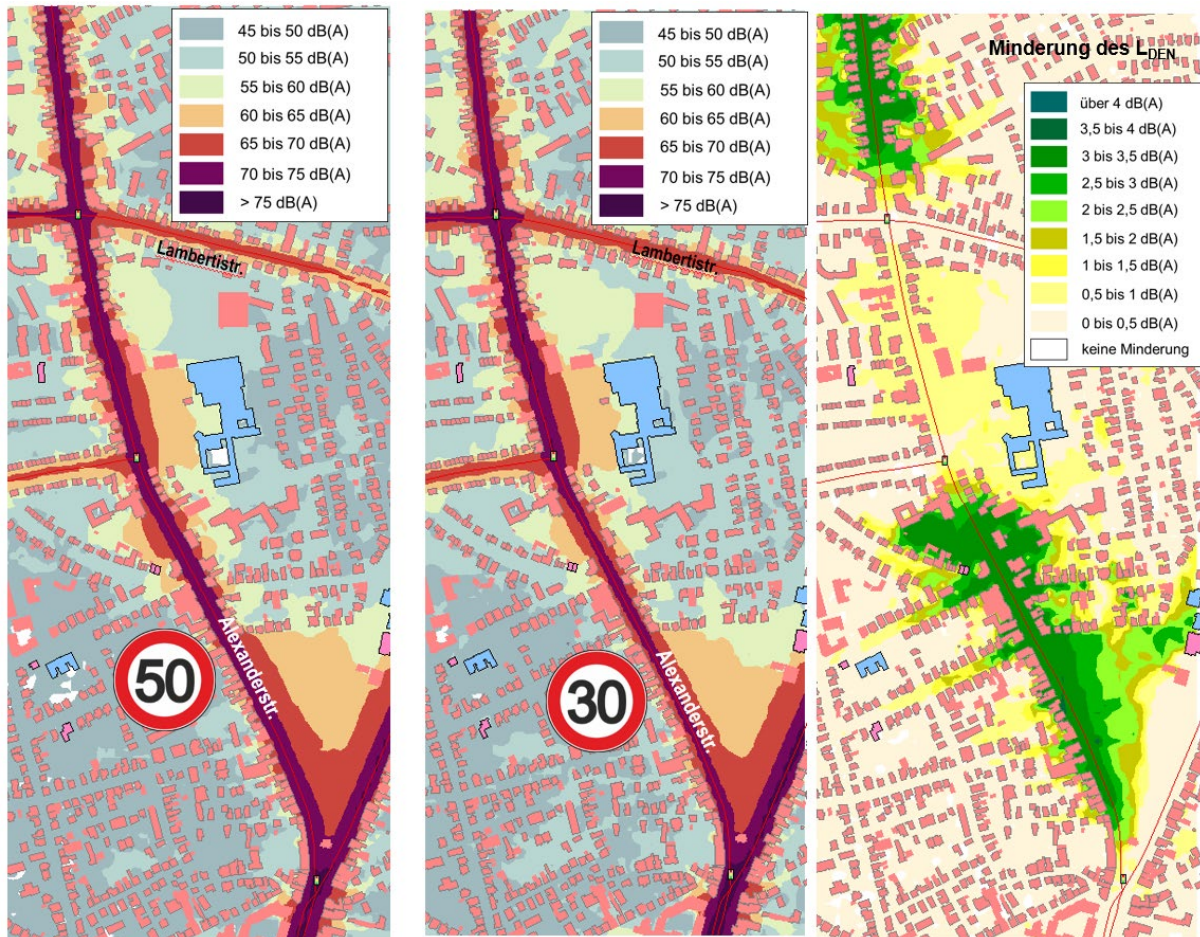 45 bis 50 dB(A)
50 bis 55 dB(A)
55 bis 60 dB(A)
60 bis 65 dB(A)
65 bis 70 dB(A)
70 bis 75 dB(A)
> 75 dB(A)
Lambertistr.
50
Alexanderstr.
45 bis 50 dB(A)
50 bis 55 dB(A)
55 bis 60 dB(A)
60 bis 65 dB(A)
65 bis 70 dB(A)
70 bis 75 dB(A)
> 75 dB(A)
Lambertistr.
30
Alexanderstr.
Minderung des LDEN
über 4 dB(A)
3,5 bis 4 dB(A)
3 bis 3,5 dB(A)
2,5 bis 3 dB(A)
2 bis 2,5 dB(A)
1,5 bis 2 dB(A)
1 bis 1,5 dB(A)
0,5 bis 1 dB(A)
0 bis 0,5 dB(A)
keine Minderung